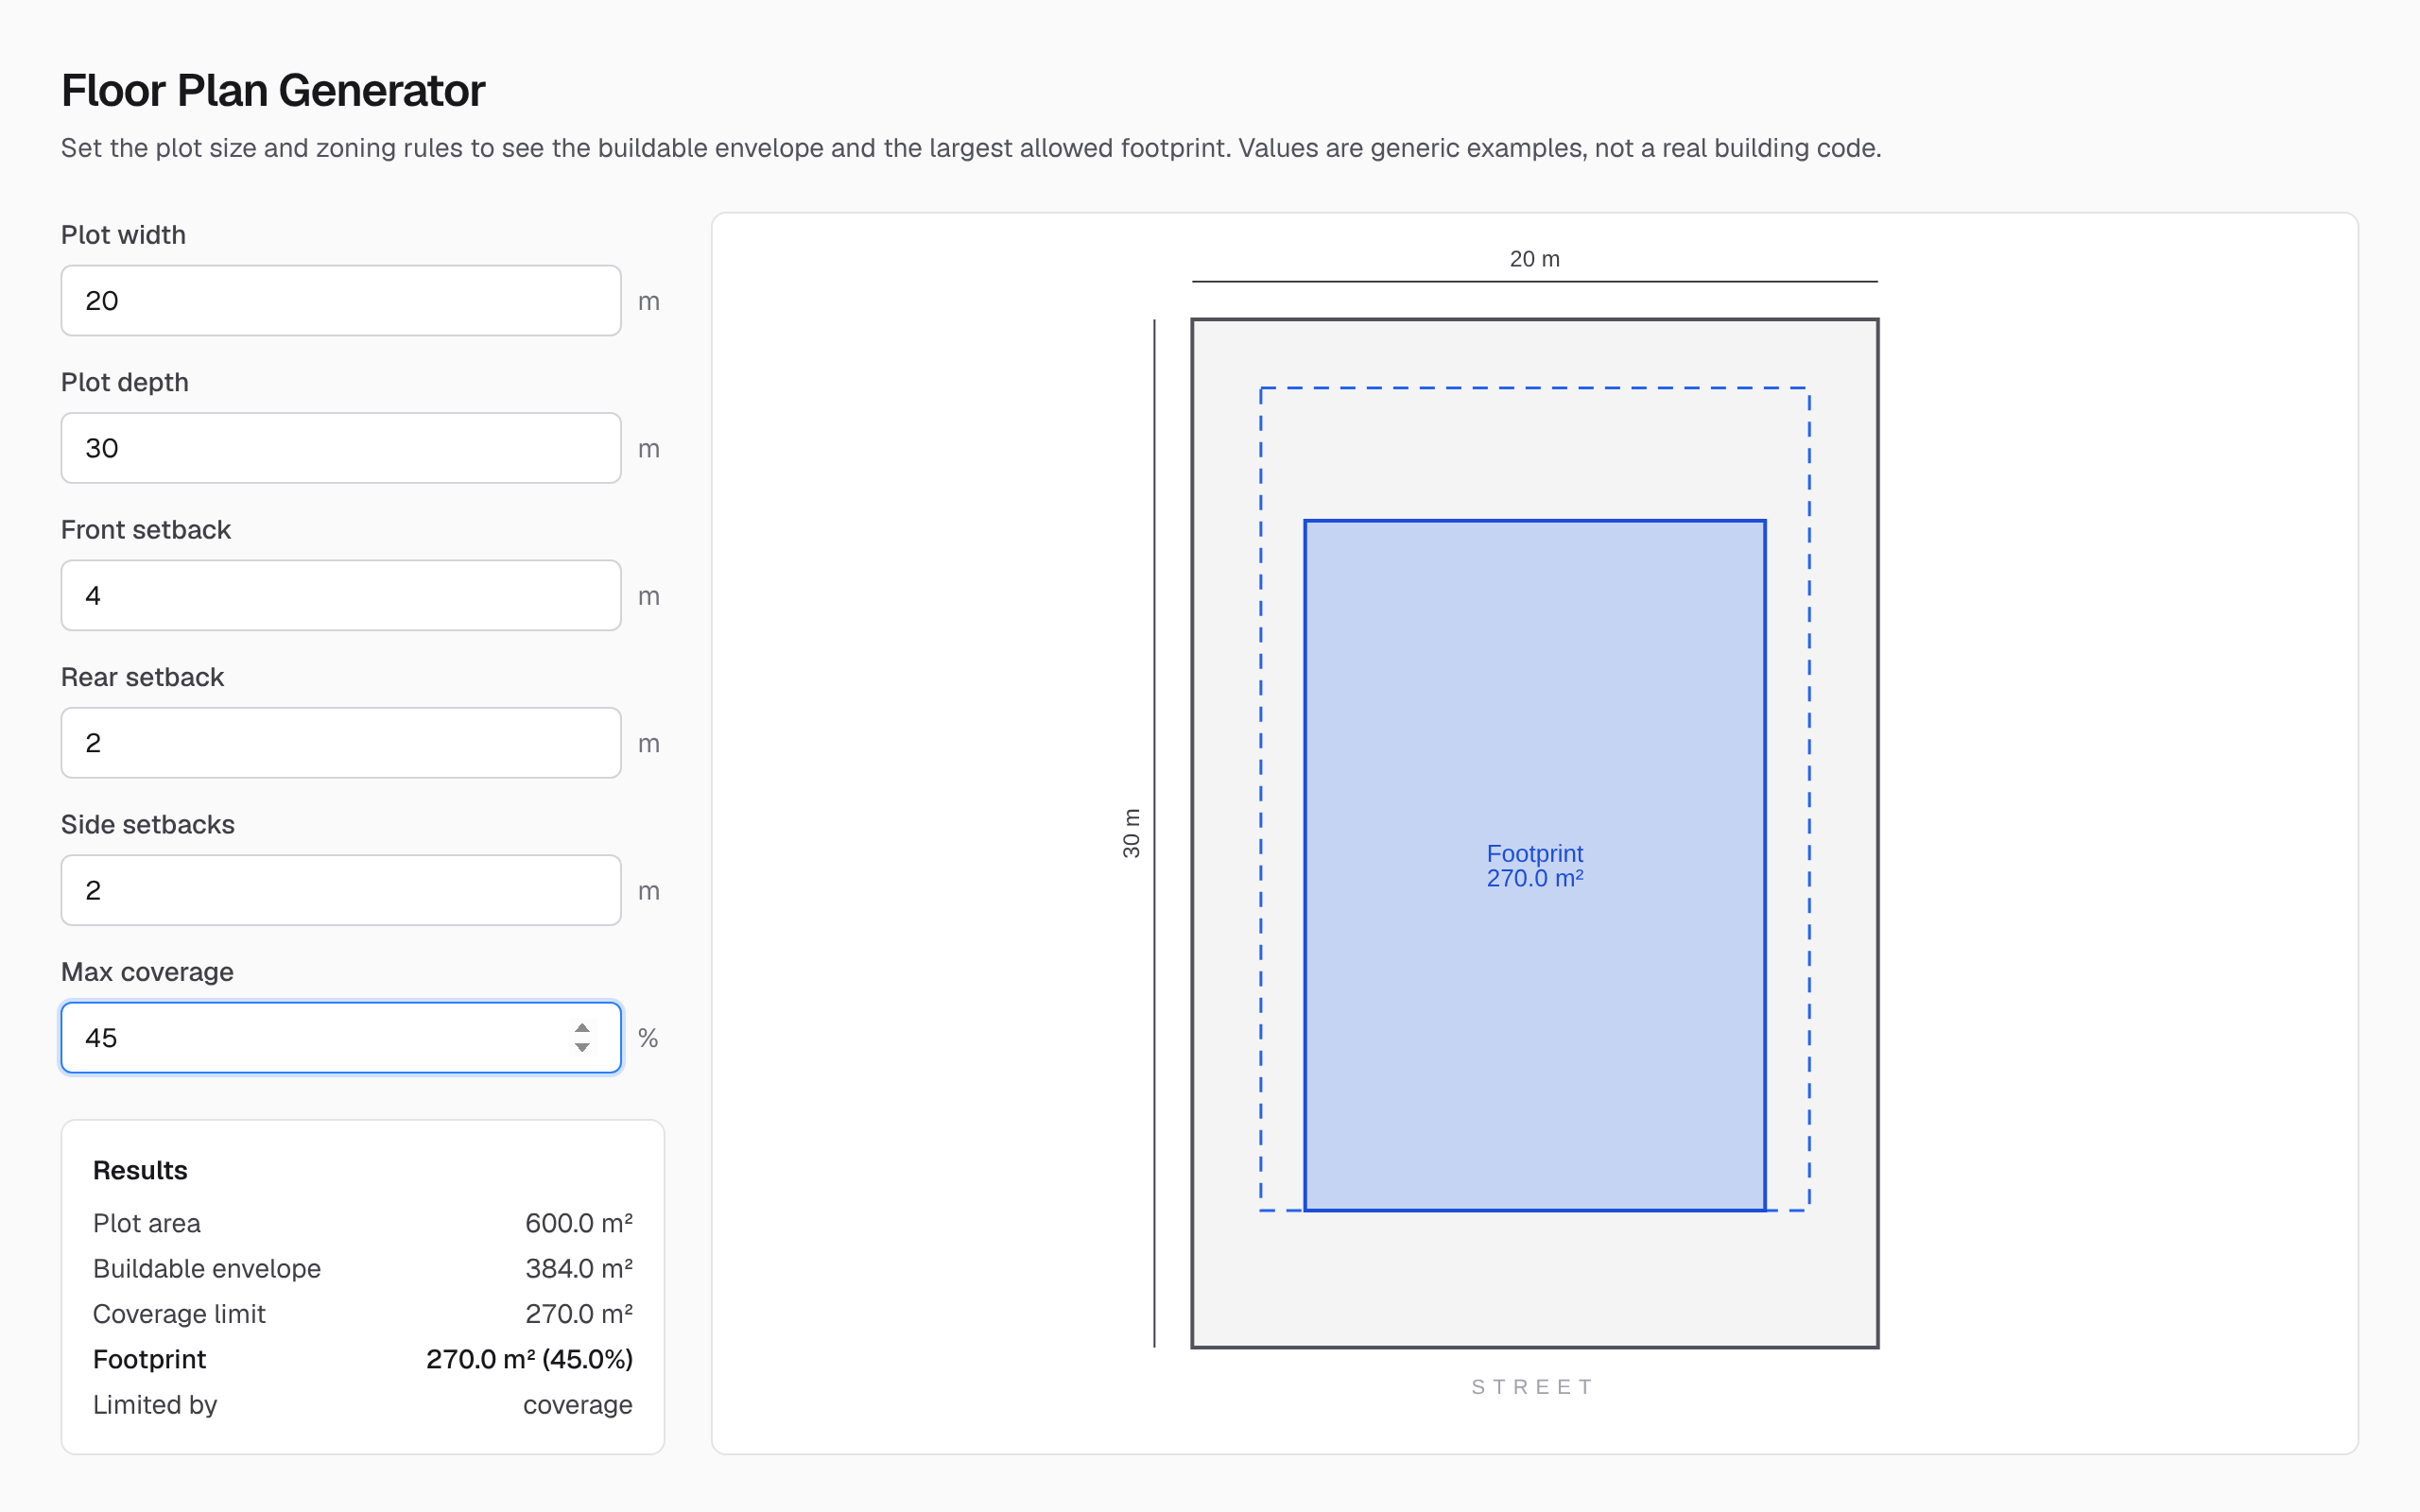 Floor Plan Generator
Set the plot size and zoning rules to see the buildable envelope and the largest allowed footprint. Values are generic examples, not a real building code.
Plot width
20 m
Plot depth
30 m
Front setback
4 m
Rear setback
2 m
Side setbacks
2 m
Max coverage
45 %
Results
Plot area 600.0 m²
Buildable envelope 384.0 m²
Coverage limit 270.0 m²
Footprint 270.0 m² (45.0%)
Limited by coverage
20 m
30 m
Footprint
270.0 m²
STREET